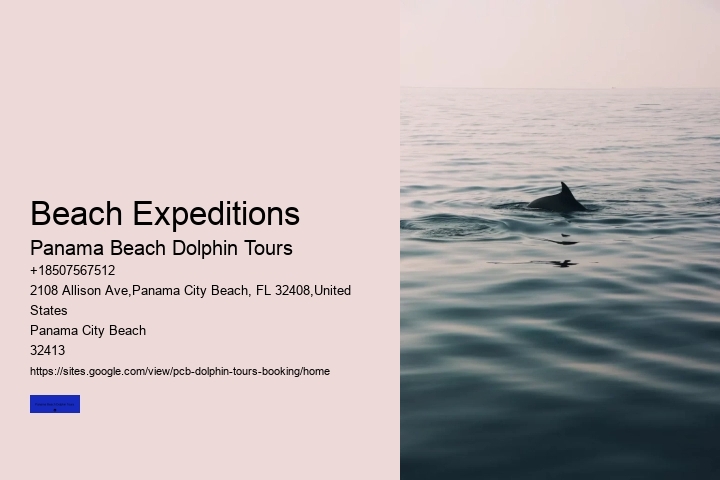 Beach Expeditions
Panama Beach Dolphin Tours
+18507567512
2108 Allison Ave,Panama City Beach, FL 32408,United
States
Panama City Beach
32413
https://sites.google.com/view/pcb-dolphin-tours-booking/home